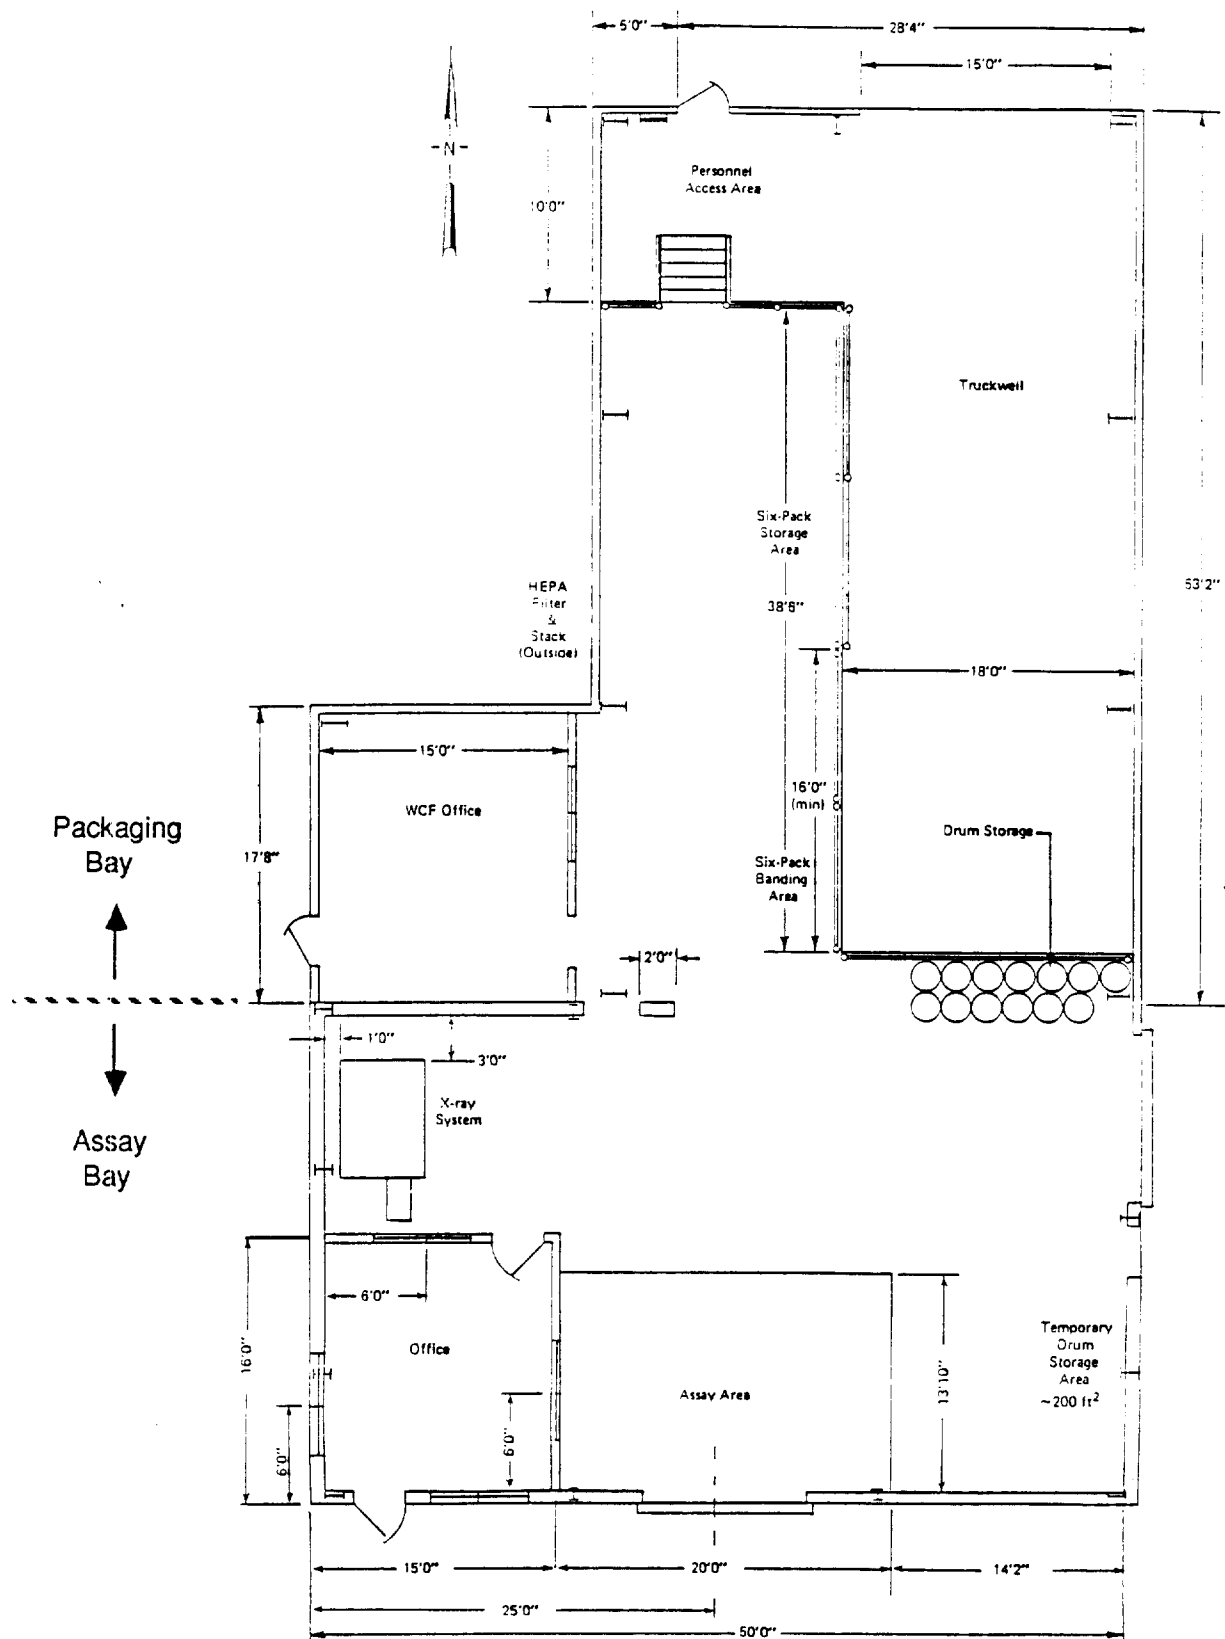 5'0"
28'4"
15'0"
N
Personnel
Access Area
10'0"
Truckwell
Six-Pack
Storage
Area
HEPA
Filter
&
Stack
(Outside)
38'8"
53'2"
18'0"
15'0"
WCF Office
16'0"
(min)
Drum Storage
Packaging
Bay
17'8"
Six-Pack
Banding
Area
2'0"
1'0"
3'0"
X-ray
System
Assay
Bay
6'0"
16'0"
Office
Temporary
Drum
Storage
Area
~200 ft²
13'10"
Assay Area
6'0"
6'0"
15'0"
20'0"
14'2"
25'0"
50'0"